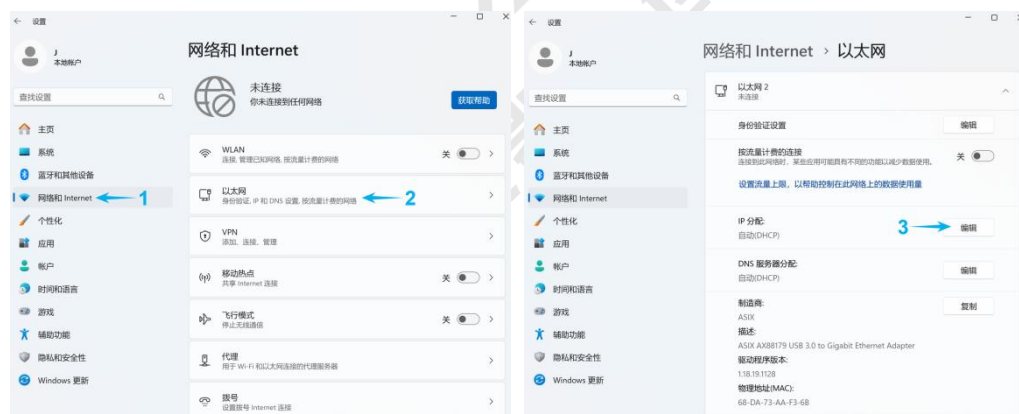 设置
J
本地帐户
查找设置
主页
系统
蓝牙和其他设备
网络和 Internet
1
个性化
应用
帐户
时间和语言
游戏
辅助功能
隐私和安全性
Windows 更新
网络和 Internet
未连接
你未连接到任何网络
获取帮助
WLAN
连接, 管理已知网络, 按流量计费的网络
关
以太网
身份验证、IP 和 DNS 设置, 按流量计费的网络
2
VPN
添加、连接、管理
移动热点
共享 Internet 连接
关
飞行模式
停止无线通信
关
代理
用于 Wi-Fi 和以太网连接的代理服务器
拨号
设置拨号 Internet 连接
设置
J
本地帐户
查找设置
主页
系统
蓝牙和其他设备
网络和 Internet
个性化
应用
帐户
时间和语言
游戏
辅助功能
隐私和安全性
Windows 更新
网络和 Internet › 以太网
以太网 2
未连接
身份验证设置
编辑
按流量计费的连接
连接到此网络时，某些应用可能具有不同的功能以减少数据使用。
关
设置流量上限，以帮助控制在此网络上的数据使用量
IP 分配:
自动(DHCP)
3
编辑
DNS 服务器分配:
自动(DHCP)
编辑
制造商:
ASIX
复制
描述:
ASIX AX88179 USB 3.0 to Gigabit Ethernet Adapter
驱动程序版本:
1.18.19.1128
物理地址(MAC):
68-DA-73-AA-F3-6B